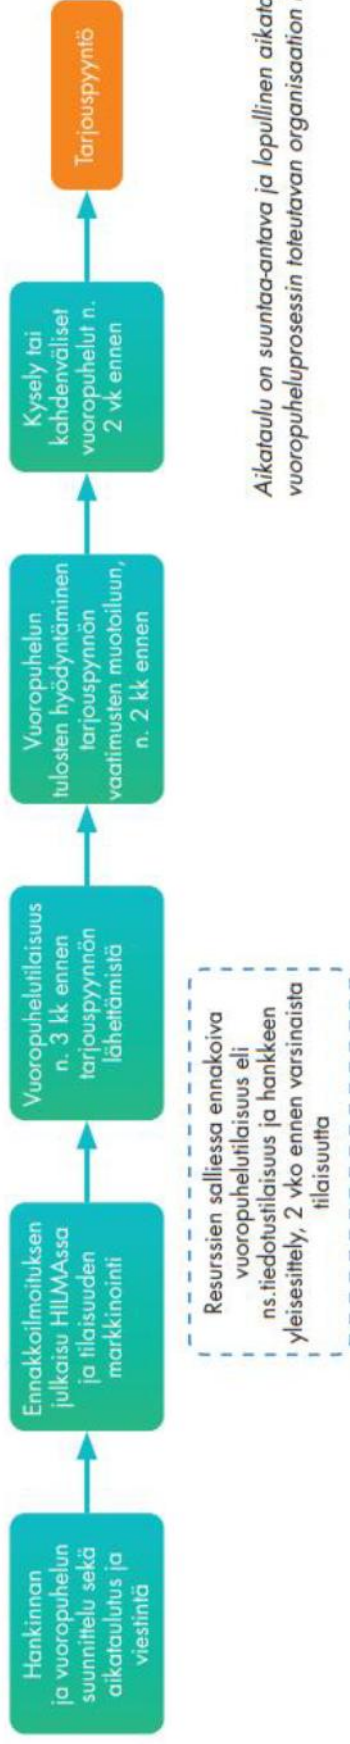 Hankinnan
ja vuoropuhelun
suunnittelu sekä
aikataulutus ja
viestintä
Ennakkoilmoituksen
julkaisu HILMAssa
ja tilaisuuden
markkinointi
Vuoropuhelutilaisuus
n. 3 kk ennen
tarjouspyynnön
lähettämistä
Vuoropuhelun
tulosten hyödyntäminen
tarjouspynnön
vaatimusten muotoiluun,
n. 2 kk ennen
Kysely tai
kahdenväliset
vuoropuhelut n.
2 vk ennen
Tarjouspyyntö
Resurssien salliessa ennakoiva
vuoropuhelutilaisuus eli
ns.tiedotustilaisuus ja hankkeen
yleisesittely, 2 vko ennen varsinaista
tilaisuutta
Aikataulu on suuntaa-antava ja lopullinen
vuoropuheluprosessin toteutavan organisaation